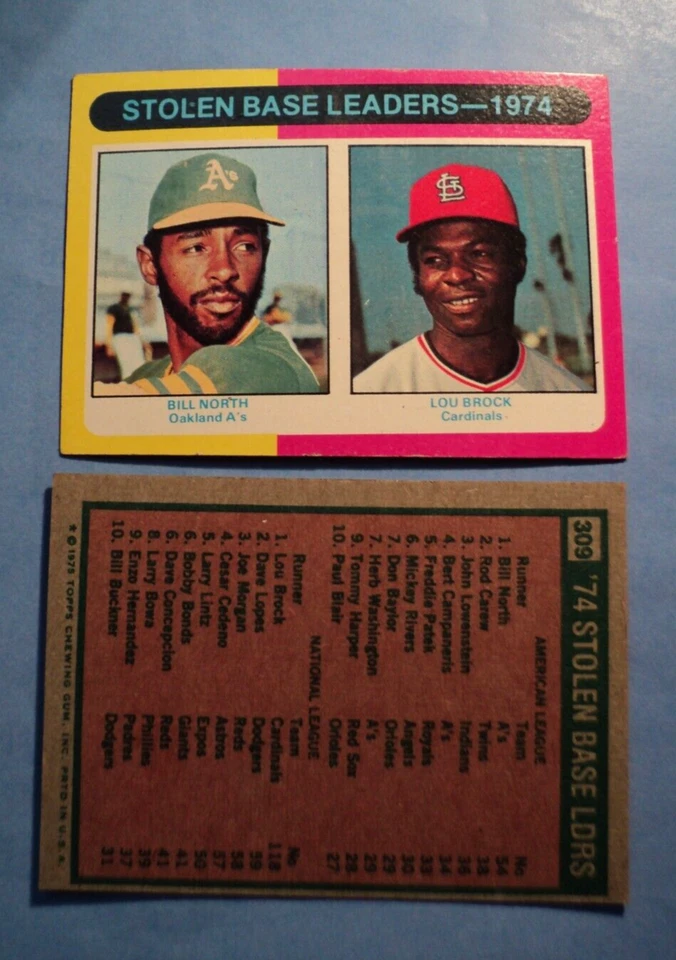 STOLEN BASE LEADERS—1974
A's
StL
BILL NORTH
Oakland A's
LOU BROCK
Cardinals
309 '74 STOLEN BASE LDRS
AMERICAN LEAGUE
Runner Team No
1. Bill North A's 54
2. Rod Carew Twins 38
3. John Lowenstein Indians 36
4. Bert Campaneris A's 34
5. Freddie Patek Royals 33
6. Mickey Rivers Angels 30
7. Don Baylor Orioles 29
7. Herb Washington A's 29
9. Tommy Harper Red Sox 28
10. Paul Blair Orioles 27
NATIONAL LEAGUE
Runner Team No
1. Lou Brock Cardinals 118
2. Dave Lopes Dodgers 59
3. Joe Morgan Reds 58
4. Cesar Cedeno Astros 57
5. Larry Lintz Expos 50
6. Bobby Bonds Giants 41
6. Dave Concepcion Reds 41
8. Larry Bowa Phillies 39
9. Enzo Hernandez Padres 37
10. Bill Buckner Dodgers 31
* © 1975 TOPPS CHEWING GUM, INC. PRTD IN U.S.A.